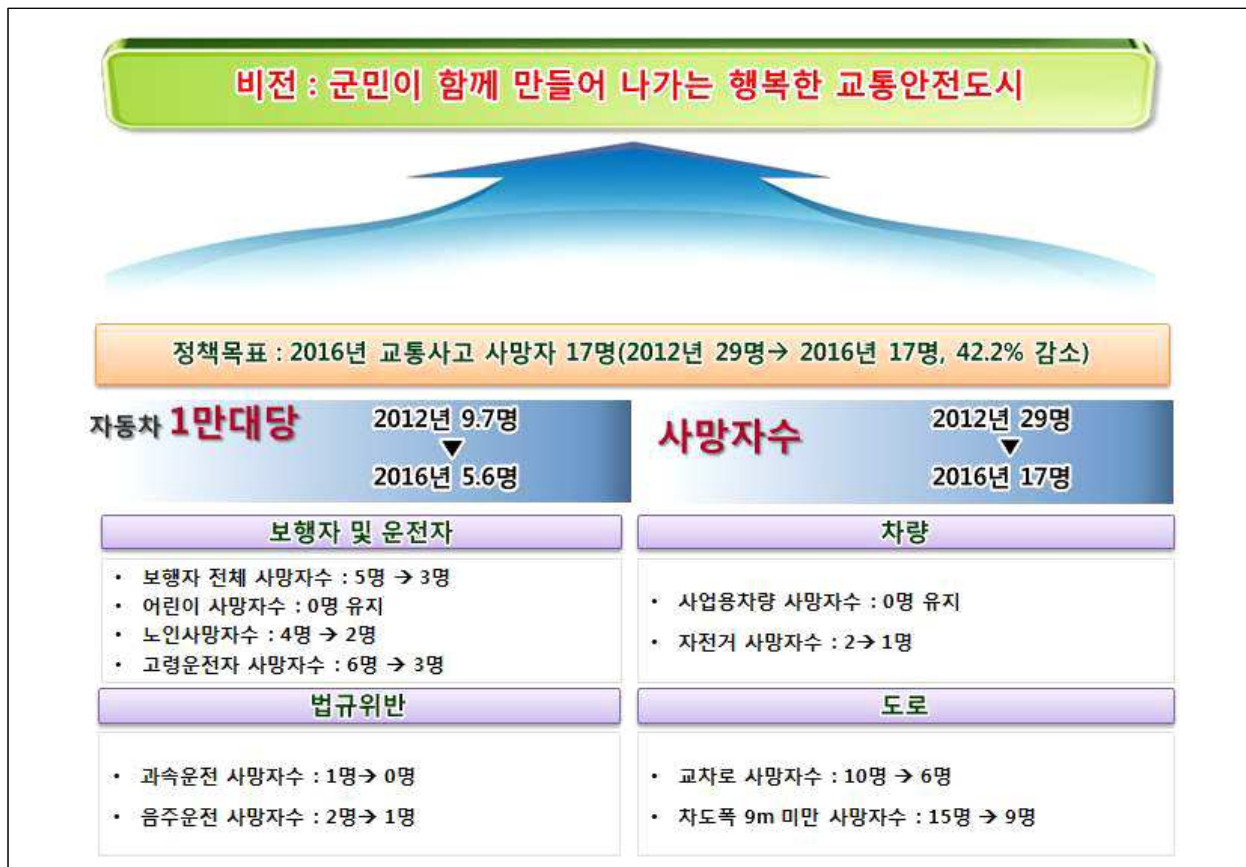 비전 : 군민이 함께 만들어 나가는 행복한 교통안전도시
정책목표 : 2016년 교통사고 사망자 17명(2012년 29명→ 2016년 17명, 42.2% 감소)
자동차 1만대당
2012년 9.7명
▼
2016년 5.6명
사망자수
2012년 29명
▼
2016년 17명
보행자 및 운전자
• 보행자 전체 사망자수 : 5명 → 3명
• 어린이 사망자수 : 0명 유지
• 노인사망자수 : 4명 → 2명
• 고령운전자 사망자수 : 6명 → 3명
차량
• 사업용차량 사망자수 : 0명 유지
• 자전거 사망자수 : 2→ 1명
법규위반
• 과속운전 사망자수 : 1명→ 0명
• 음주운전 사망자수 : 2명→ 1명
도로
• 교차로 사망자수 : 10명 → 6명
• 차도폭 9m 미만 사망자수 : 15명 → 9명